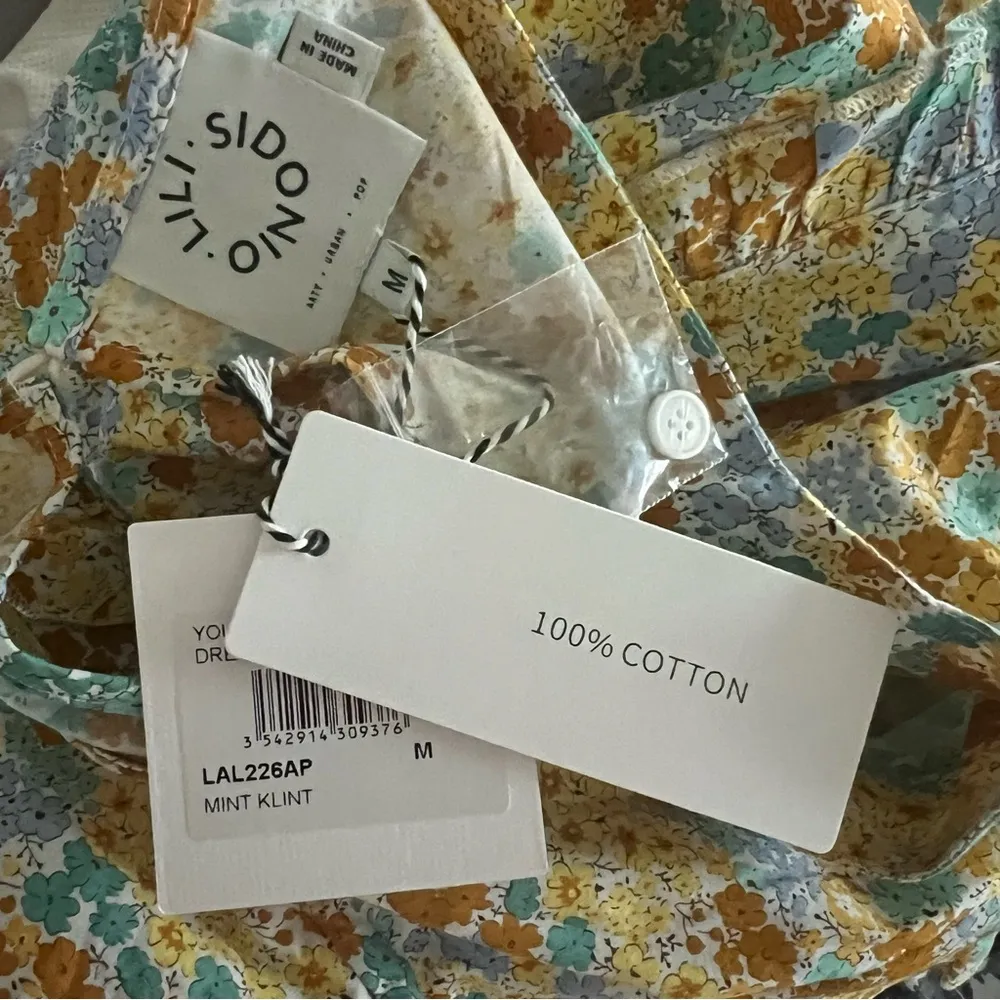 MADE IN
CHINA
LILI · SIDONIO ·
ARTY · URBAN · POP
M
100% COTTON
YOU
DRE
3 542914 309376
M
LAL226AP
MINT KLINT